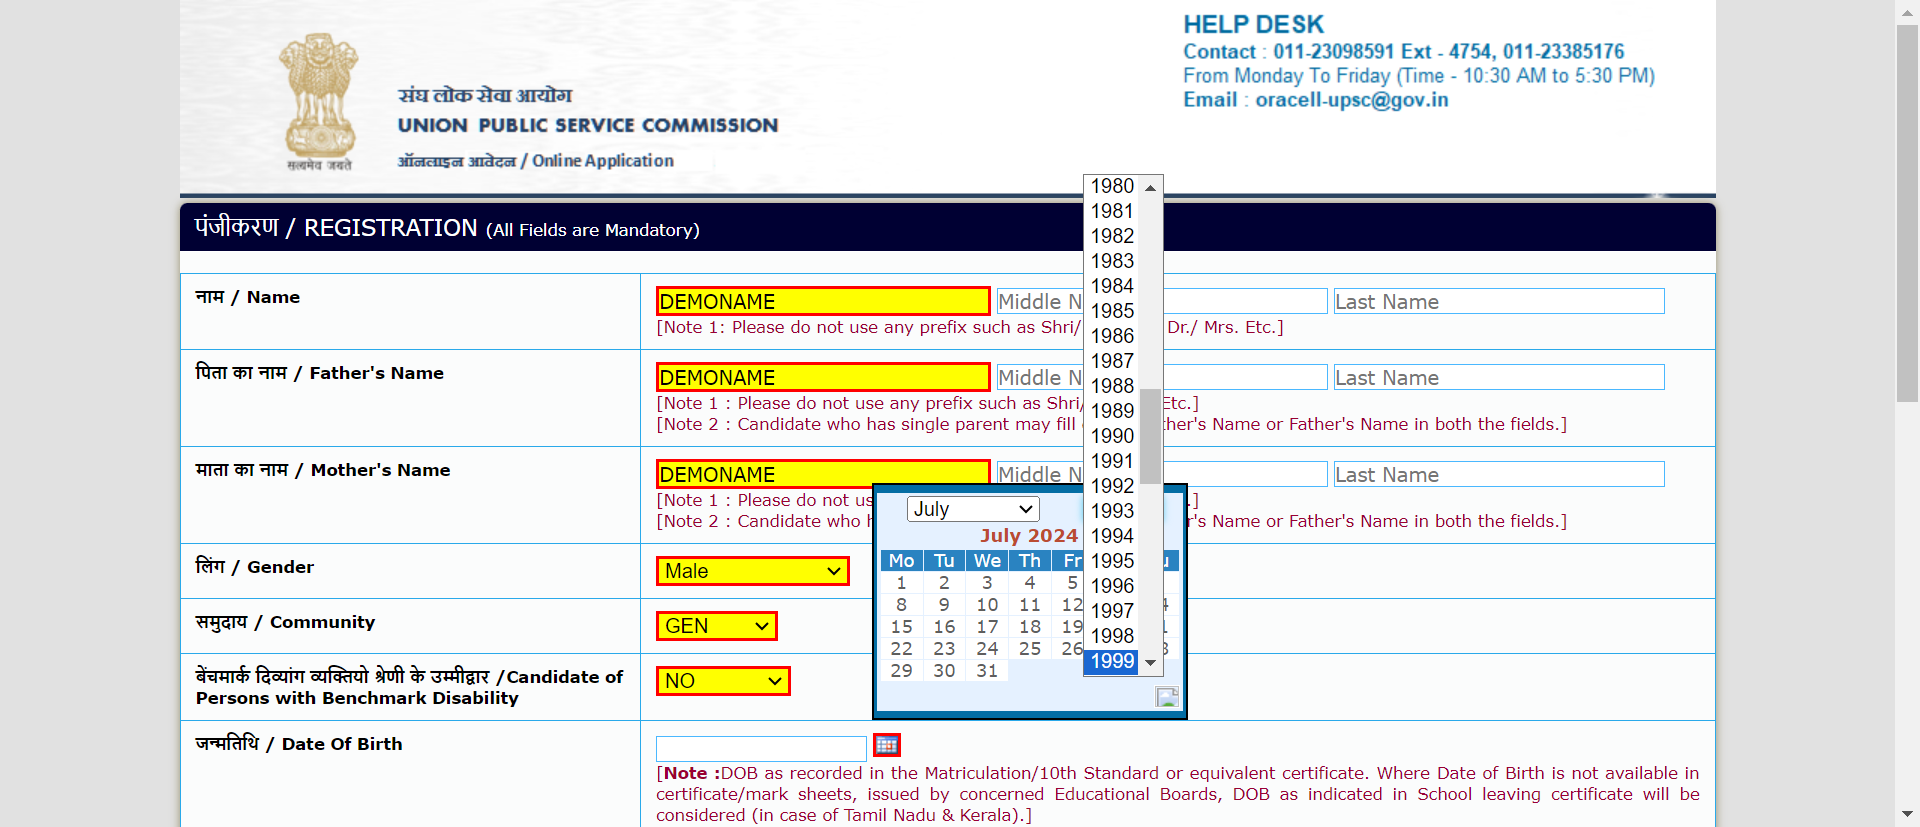 HELP DESK
Contact : 011-23098591 Ext - 4754, 011-23385176
From Monday To Friday (Time - 10:30 AM to 5:30 PM)
Email : oracell-upsc@gov.in
संघ लोक सेवा आयोग
UNION PUBLIC SERVICE COMMISSION
ऑनलाइन आवेदन / Online Application
सत्यमेव जयते
पंजीकरण / REGISTRATION (All Fields are Mandatory)
नाम / Name
DEMONAME
Middle N
Last Name
[Note 1: Please do not use any prefix such as Shri/ Dr./ Mrs. Etc.]
पिता का नाम / Father's Name
DEMONAME
Middle N
Last Name
[Note 1 : Please do not use any prefix such as Shri/ Etc.]
[Note 2 : Candidate who has single parent may fill her's Name or Father's Name in both the fields.]
माता का नाम / Mother's Name
DEMONAME
Middle N
Last Name
[Note 1 : Please do not us .]
[Note 2 : Candidate who r's Name or Father's Name in both the fields.]
1980
1981
1982
1983
1984
1985
1986
1987
1988
1989
1990
1991
1992
1993
1994
1995
1996
1997
1998
1999
July
July 2024
Mo Tu We Th Fr u
1 2 3 4 5
8 9 10 11 12 4
15 16 17 18 19 1
22 23 24 25 26
29 30 31
लिंग / Gender
Male
समुदाय / Community
GEN
बेंचमार्क दिव्यांग व्यक्तियो श्रेणी के उम्मीद्वार /Candidate of
Persons with Benchmark Disability
NO
जन्मतिथि / Date Of Birth
[Note :DOB as recorded in the Matriculation/10th Standard or equivalent certificate. Where Date of Birth is not available in
certificate/mark sheets, issued by concerned Educational Boards, DOB as indicated in School leaving certificate will be
considered (in case of Tamil Nadu & Kerala).]